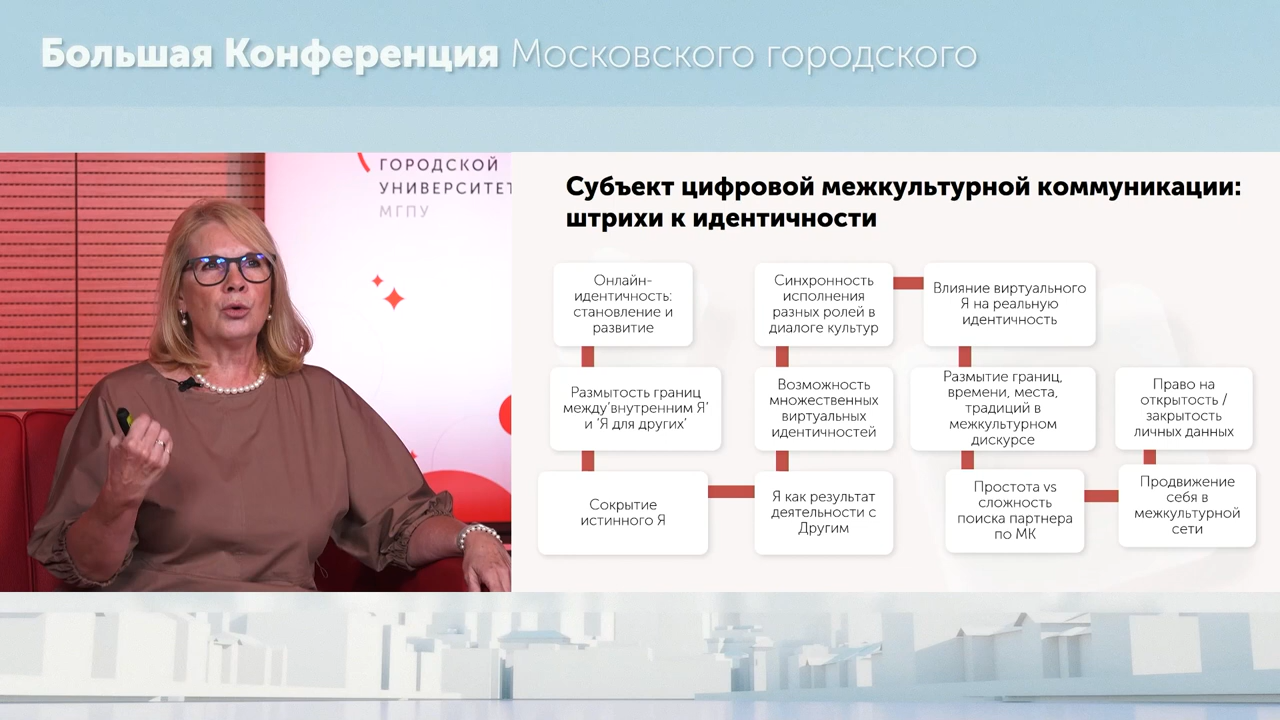 Большая Конференция Московского городского
ГОРОДСКОЙ
УНИВЕРСИТЕТ
МГПУ
Субъект цифровой межкультурной коммуникации:
штрихи к идентичности
Онлайн-
идентичность:
становление и
развитие
Размытость границ
между'внутренним Я'
и 'Я для других'
Сокрытие
истинного Я
Синхронность
исполнения
разных ролей в
диалоге культур
Возможность
множественных
виртуальных
идентичностей
Я как результат
деятельности с
Другим
Влияние виртуального
Я на реальную
идентичность
Размытие границ,
времени, места,
традиций в
межкультурном
дискурсе
Простота vs
сложность
поиска партнера
по МК
Право на
открытость /
закрытость
личных данных
Продвижение
себя в
межкультурной
сети